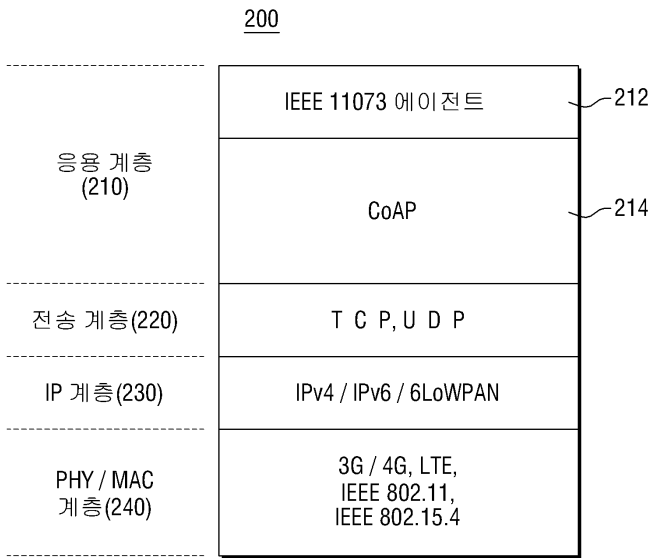 200
IEEE 11073 에이전트
212
응용 계층
(210)
CoAP
214
전송 계층(220)
T C P, U D P
IP 계층(230)
IPv4 / IPv6 / 6LoWPAN
PHY / MAC
계층(240)
3G / 4G, LTE,
IEEE 802.11,
IEEE 802.15.4